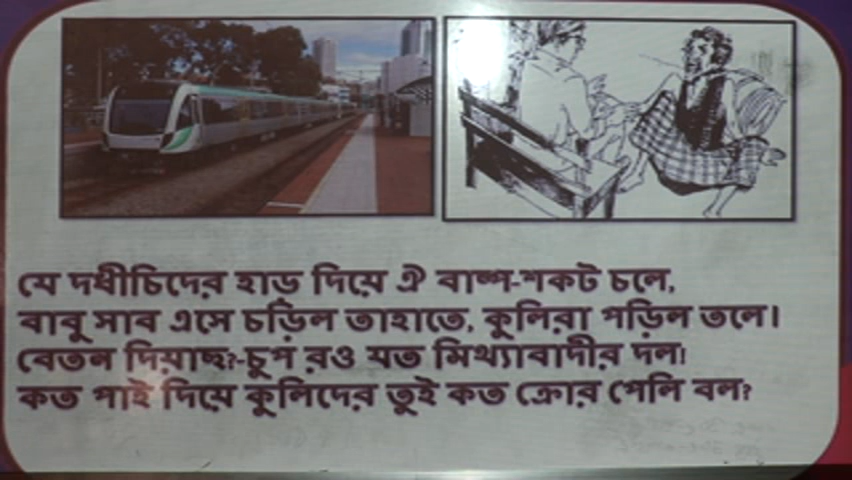 যে দধীচিদের হাড় দিয়ে ঐ বাষ্প-শকট চলে,
বাবু সাব এসে চড়িল তাহাতে, কুলিরা পড়িল তলে।
বেতন দিয়াছ?-চুপ রও যত মিথ্যাবাদীর দল!
কত পাই দিয়ে কুলিদের তুই কত ক্রোর পেলি বল?